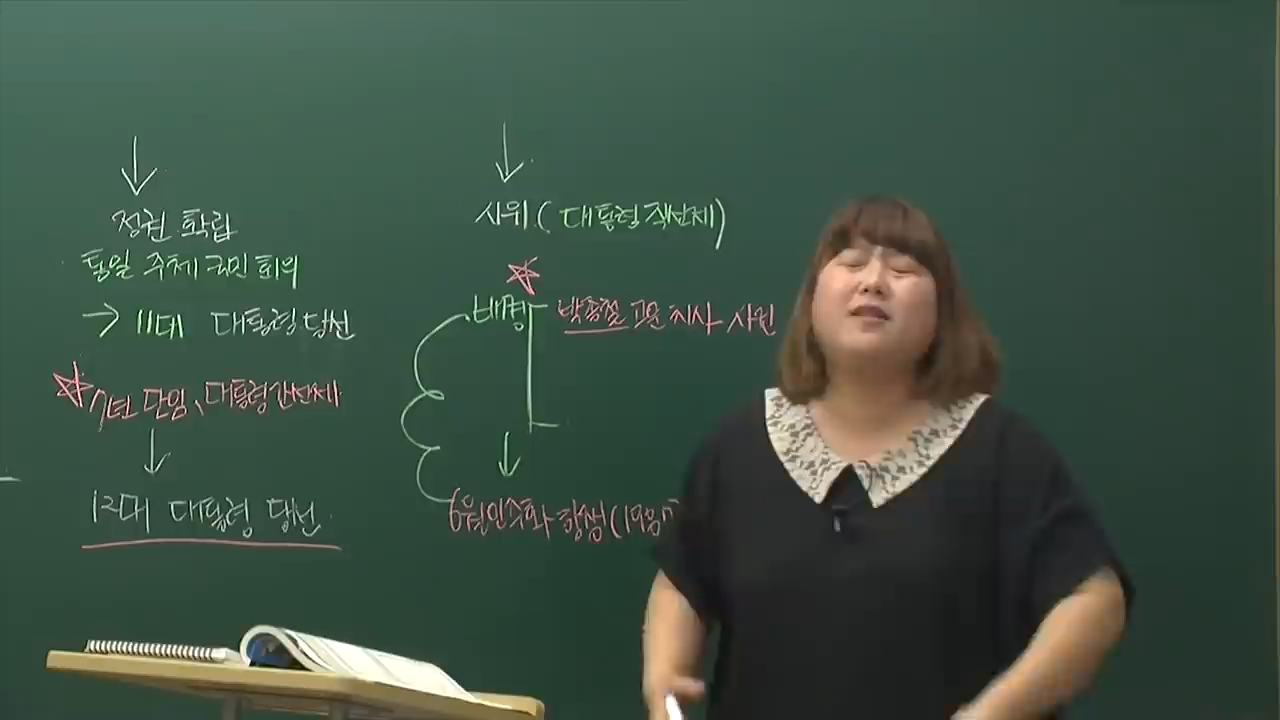 정권 확립
통일 주체 국민 회의
→ 11대 대통령 당선
☆ 7년 단임, 대통령 간선제
↓
12대 대통령 당선
↓
시위 ( 대통령 직선제)
☆
배경 박종철 고문 치사 사건
↓
6월 민주화 항쟁 (1987